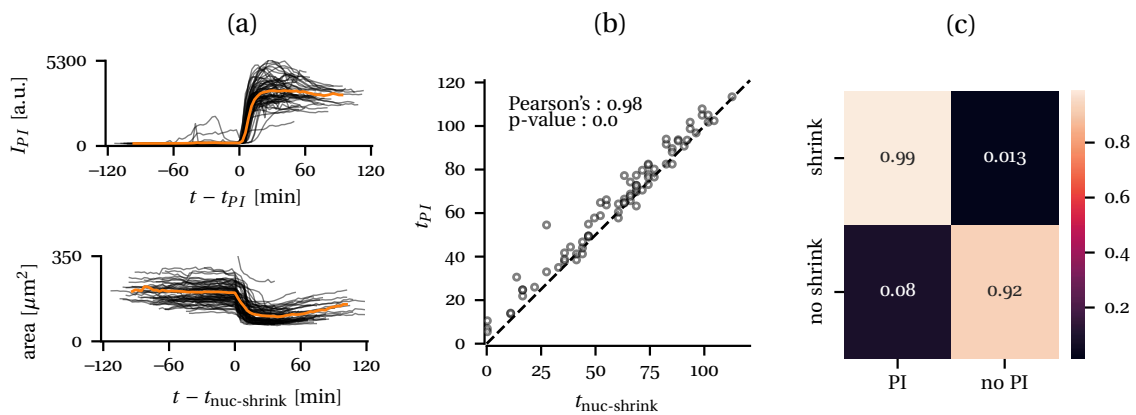 (a)
5300
0
I_PI [a.u.]
−120 −60 0 60 120
t − t_PI [min]
350
0
area [μm²]
−120 −60 0 60 120
t − t_nuc-shrink [min]
(b)
120
100
80
60
40
20
0
t_PI
Pearson's : 0.98
p-value : 0.0
0 25 50 75 100
t_nuc-shrink
(c)
shrink
no shrink
0.99 0.013
0.08 0.92
PI no PI
0.8
0.6
0.4
0.2